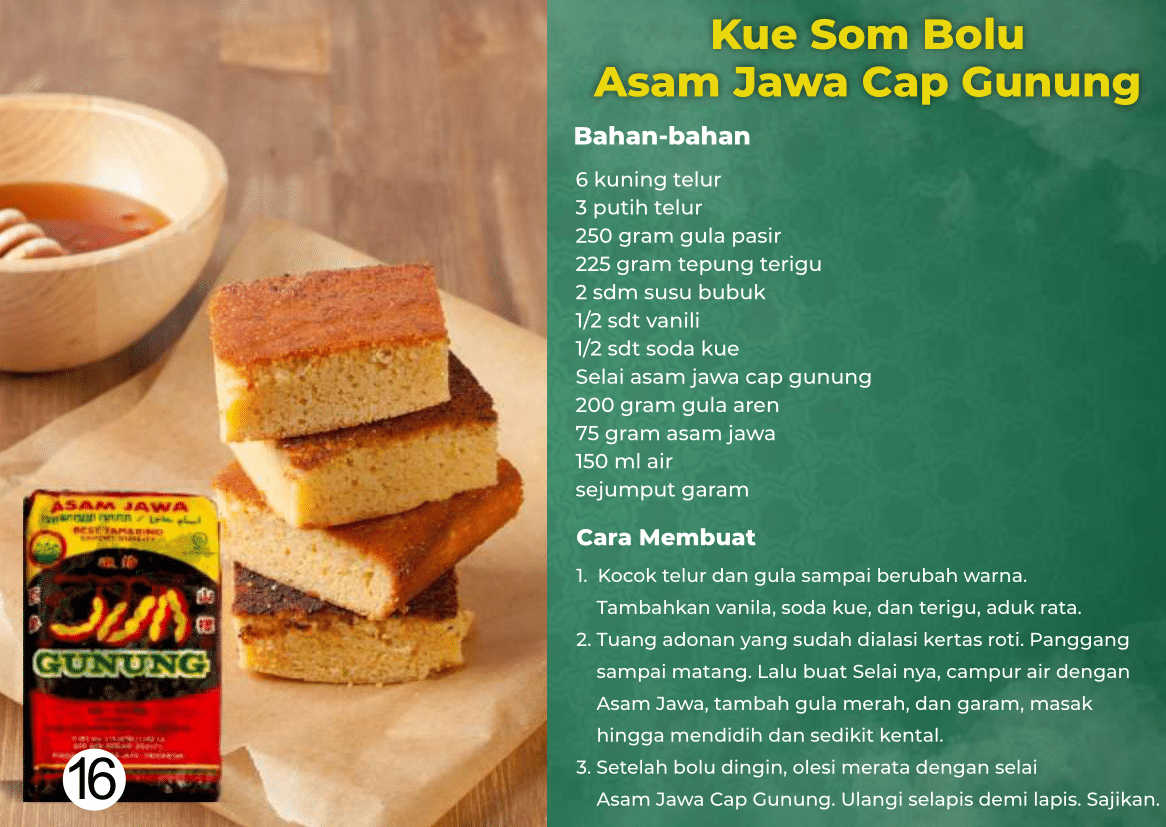 Kue Som Bolu
Asam Jawa Cap Gunung
Bahan-bahan
6 kuning telur
3 putih telur
250 gram gula pasir
225 gram tepung terigu
2 sdm susu bubuk
1/2 sdt vanili
1/2 sdt soda kue
Selai asam jawa cap gunung
200 gram gula aren
75 gram asam jawa
150 ml air
sejumput garam
Cara Membuat
1. Kocok telur dan gula sampai berubah warna.
Tambahkan vanila, soda kue, dan terigu, aduk rata.
2. Tuang adonan yang sudah dialasi kertas roti. Panggang
sampai matang. Lalu buat Selai nya, campur air dengan
Asam Jawa, tambah gula merah, dan garam, masak
hingga mendidih dan sedikit kental.
3. Setelah bolu dingin, olesi merata dengan selai
Asam Jawa Cap Gunung. Ulangi selapis demi lapis. Sajikan.
ASAM JAWA
BEST TAMARIND
GUNUNG
16